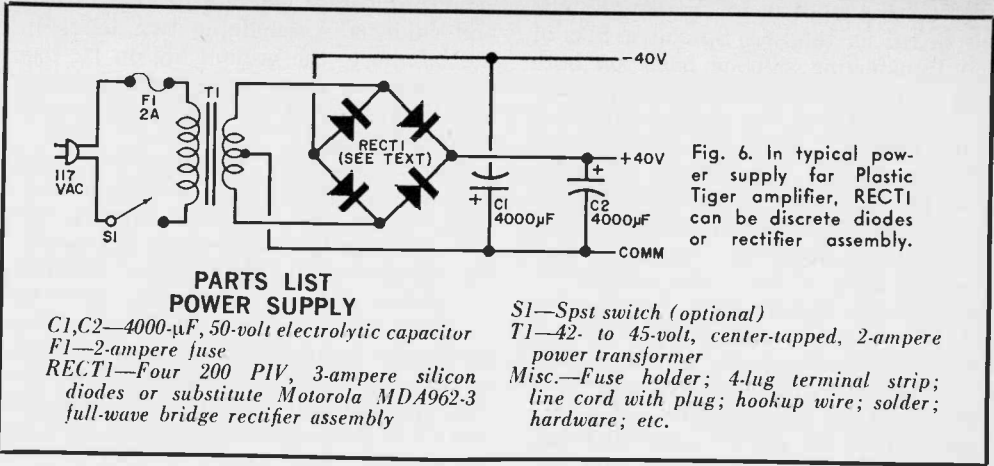 -40V
F1
2A
T1
RECT1
(SEE TEXT)
+40V
117
VAC
S1
+
C1
4000µF
+
C2
4000µF
COMM
Fig. 6. In typical pow-
er supply for Plastic
Tiger amplifier, RECT1
can be discrete diodes
or rectifier assembly.
PARTS LIST
POWER SUPPLY
C1,C2—4000-µF, 50-volt electrolytic capacitor
F1—2-ampere fuse
RECT1—Four 200 PIV, 3-ampere silicon
diodes or substitute Motorola MDA962-3
full-wave bridge rectifier assembly
S1—Spst switch (optional)
T1—42- to 45-volt, center-tapped, 2-ampere
power transformer
Misc.—Fuse holder; 4-lug terminal strip;
line cord with plug; hookup wire; solder;
hardware; etc.